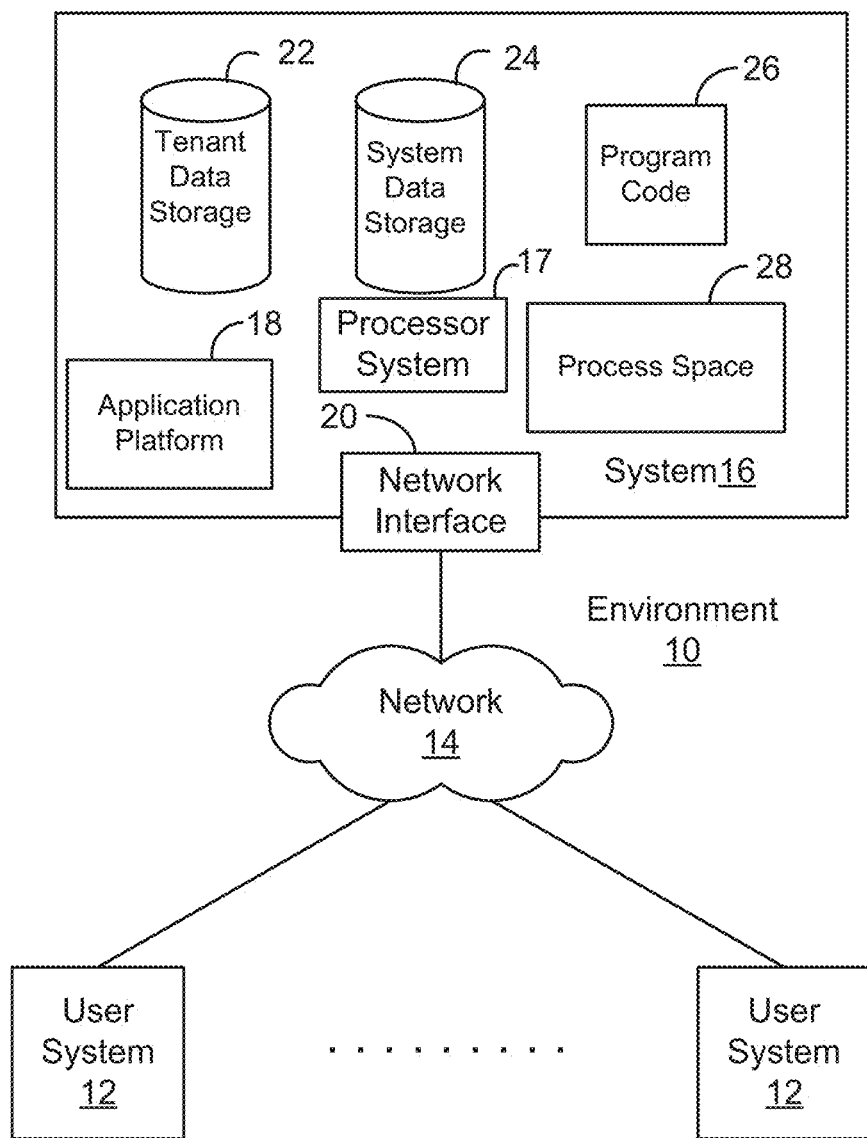 22
24
26
Tenant
Data
Storage
System
Data
Storage
Program
Code
17
28
18
Processor
System
Process Space
Application
Platform
20
System16
Network
Interface
Environment
10
Network
14
User
System
12
User
System
12